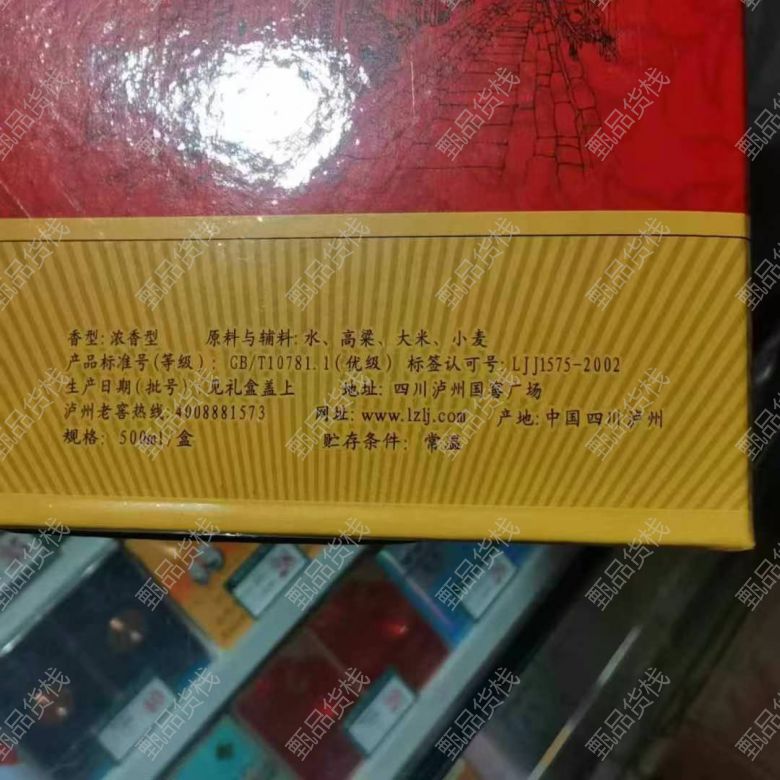 香型:浓香型 原料与辅料:水、高粱、大米、小麦
产品标准号(等级): GB/T10781.1(优级) 标签认可号:LJJ1575-2002
生产日期(批号):见礼盒盖上 地址:四川泸州国窖广场
泸州老窖热线:4008881573 网址:www.lzlj.com 产地:中国四川泸州
规格: 500ml/盒 贮存条件: 常温
甄品货栈